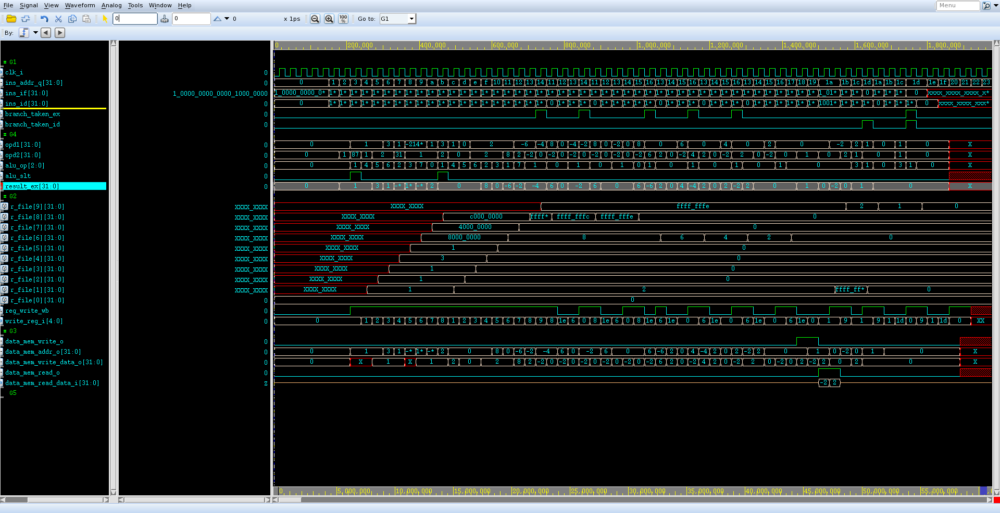 File Signal View Waveform Analog Tools Window Help Menu
0 0 0 x 1ps 100% Go to: G1
By:
0 200,000 400,000 600,000 800,000 1,000,000 1,200,000 1,400,000 1,600,000 1,800,000
= G1
clk_i 0
ins_addr_q[31:0] 0 0 1 2 3 4 5 6 7 8 9 a b c d e f 10 11 12 13 14 11 12 13 14 11 12 13 14 15 16 13 14 15 16 13 14 15 16 13 14 15 16 17 18 19 1a 1b 1c 1d 1a 1b 1c 1d 1e 1f 20 21 22 23
ins_if[31:0] 1_0000_0000_0000_1000_0000 1_0000_0000_0*
ins_id[31:0] 0 0
branch_taken_ex 0
branch_taken_id 0
= G4
opd1[31:0] 0 0 1 3 1 -214* 1 3 1 0 2 -6 -4 8 0 -4 -2 8 0 -2 0 8 0 6 0 4 0 2 0 -2 2 1 0 1 0 X
opd2[31:0] 0 0 1 87 1 2 31 1 2 0 2 8 2 -2 0 -2 0 -2 0 -2 0 -2 0 -2 6 2 0 -2 4 2 0 -2 2 0 -2 0 1 0 2 1 0 1 0 X
alu_op[2:0] 0 0 1 4 5 6 2 3 7 0 1 4 5 6 2 3 1 7 1 0 1 0 1 0 1 0 1 0 1 0 1 0 3 1 0 3 1 0 X
alu_slt 0
result_ex[31:0] 0 0 1 3 1 -* 1* -* 2 0 8 0 -6 -2 -4 6 0 -2 6 0 6 -6 2 0 4 -4 2 0 2 -2 2 0 1 0 -2 0 1 0 X
= G2
r_file[9][31:0] XXXX_XXXX XXXX_XXXX ffff_fffe 2 1 0
r_file[8][31:0] XXXX_XXXX XXXX_XXXX c000_0000 ffff* ffff_fffc ffff_fffe 0
r_file[7][31:0] XXXX_XXXX XXXX_XXXX 4000_0000 0
r_file[6][31:0] XXXX_XXXX XXXX_XXXX 8000_0000 8 6 4 2 0
r_file[5][31:0] XXXX_XXXX XXXX_XXXX 1 0
r_file[4][31:0] XXXX_XXXX XXXX_XXXX 3 0
r_file[3][31:0] XXXX_XXXX XXXX_XXXX 1 0
r_file[2][31:0] XXXX_XXXX XXXX_XXXX 1 0
r_file[1][31:0] XXXX_XXXX XXXX_XXXX 1 2 ffff_ff* 0
r_file[0][31:0] 0 0
reg_write_wb 0
write_reg_i[4:0] 0 0 1 2 3 4 5 6 7 8 1 2 3 4 5 6 7 8 9 8 1e 6 0 8 1e 6 0 8 1e 6 1e 0 6 1e 0 6 1e 0 6 1e 0 1 9 1 9 1 1d 0 9 1 1d 0 XX
= G3
data_mem_write_o 0
data_mem_addr_o[31:0] 0 0 1 3 1 -* 1* -* 2 0 8 0 -6 -2 -4 6 0 -2 6 0 6 -6 2 0 4 -4 2 0 2 -2 2 0 1 0 -2 0 1 0 X
data_mem_write_data_o[31:0] 0 0 X 1 X 1 2 0 2 8 2 -2 0 -2 0 -2 0 -2 0 -2 0 -2 0 -2 6 2 0 -2 4 2 0 -2 2 0 -2 0 2 -2 2 0 2 0 X
data_mem_read_o 0
data_mem_read_data_i[31:0] z -2 2
G5
0 5,000,000 10,000,000 15,000,000 20,000,000 25,000,000 30,000,000 35,000,000 40,000,000 45,000,000 50,000,000 55,000,000